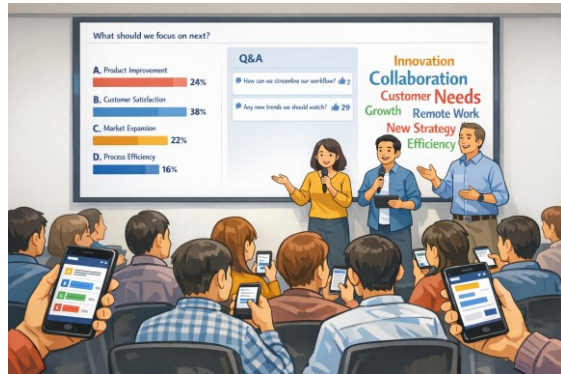 What should we focus on next?
A. Product Improvement
24%
B. Customer Satisfaction
38%
C. Market Expansion
22%
D. Process Efficiency
16%
Q&A
How can we streamline our workflow? 2
Any new trends we should watch? 29
Innovation
Collaboration
Customer Needs
Growth Remote Work
New Strategy
Efficiency